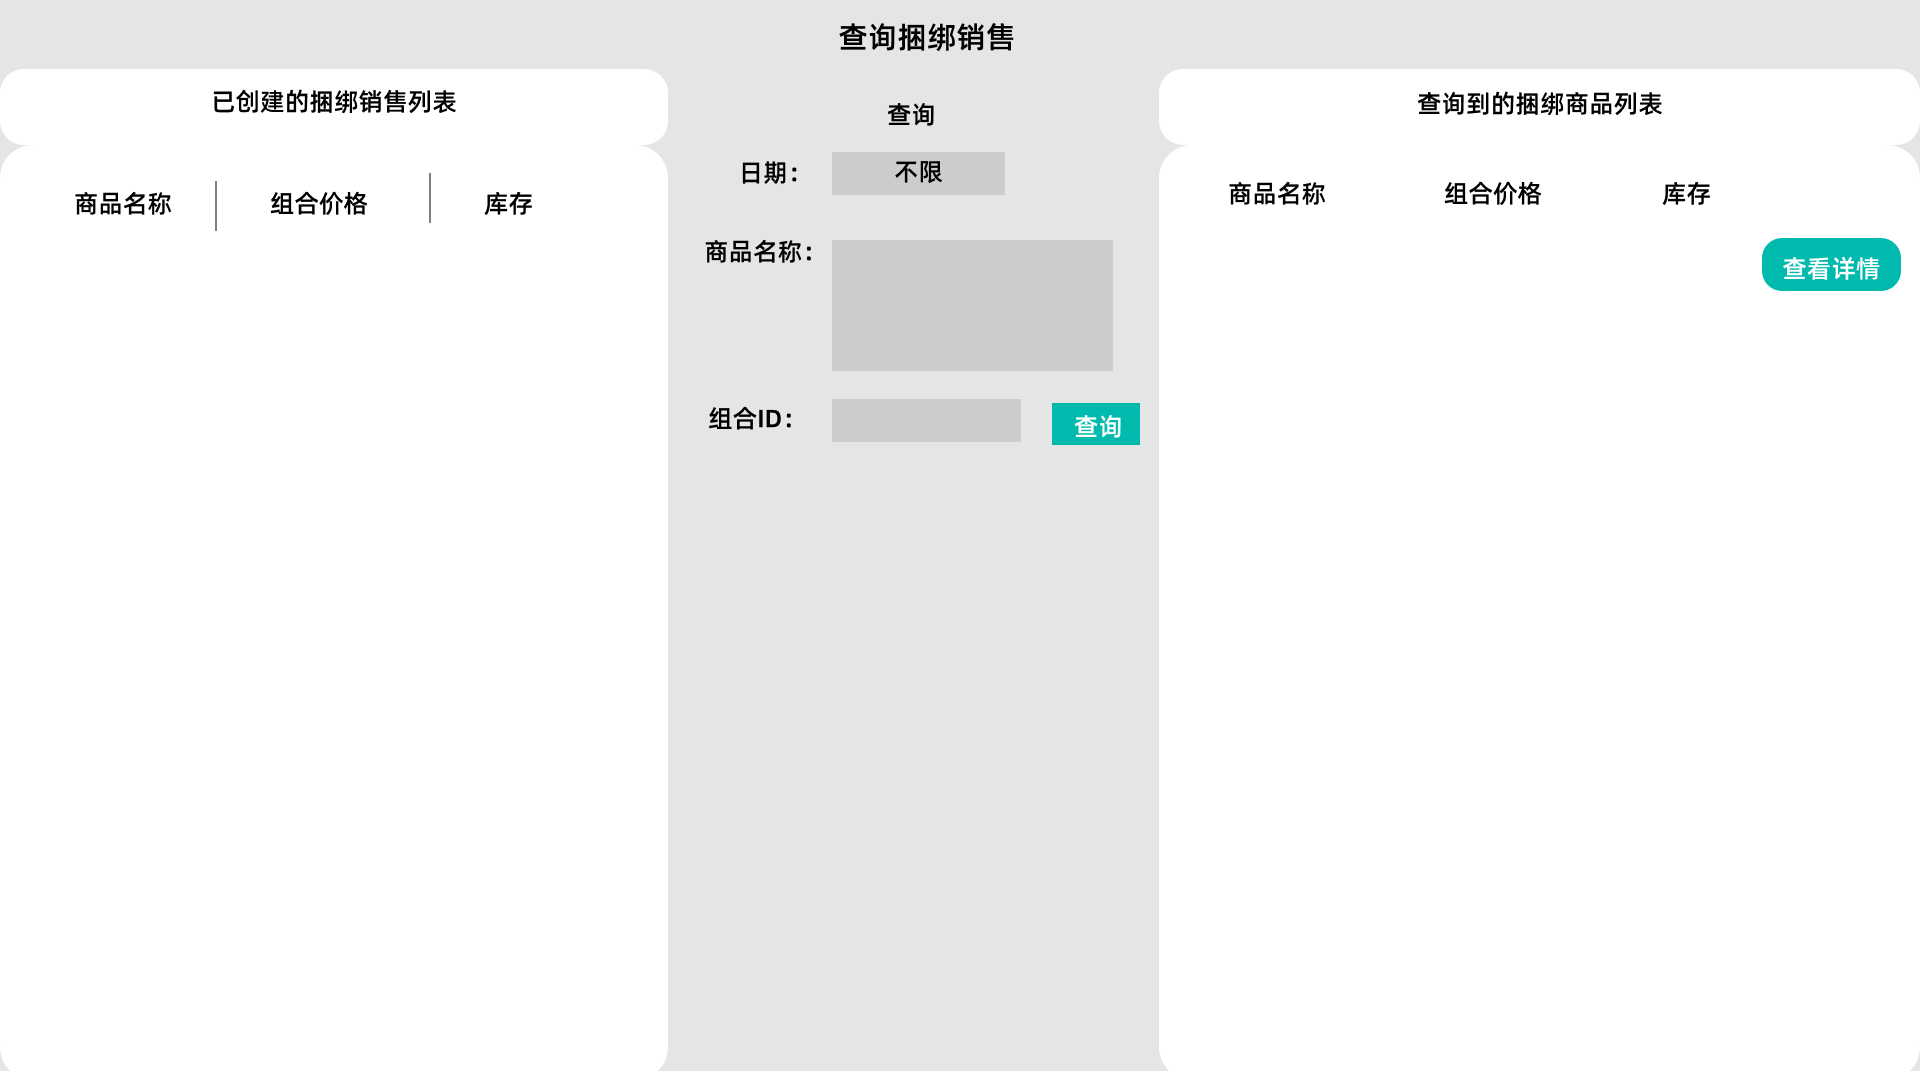 查询捆绑销售
已创建的捆绑销售列表
商品名称
组合价格
库存
查询
日期：
不限
商品名称：
组合ID：
查询
查询到的捆绑商品列表
商品名称
组合价格
库存
查看详情